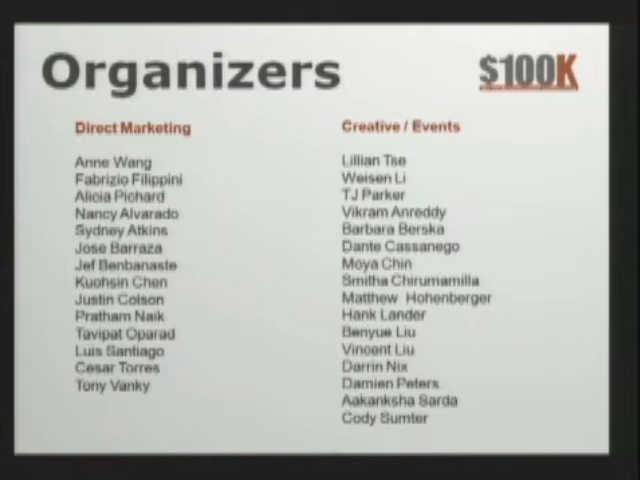 Organizers
$100K
Direct Marketing
Anne Wang
Fabrizio Filippini
Alicia Pichard
Nancy Alvarado
Sydney Atkins
Jose Barraza
Jef Benbanaste
Kuohsin Chen
Justin Colson
Pratham Naik
Tavipat Oparad
Luis Santiago
Cesar Torres
Tony Vanky
Creative / Events
Lillian Tse
Weisen Li
TJ Parker
Vikram Anreddy
Barbara Berska
Dante Cassanego
Moya Chin
Smitha Chirumamilla
Matthew Hohenberger
Hank Lander
Benyue Liu
Vincent Liu
Darrin Nix
Damien Peters
Aakanksha Sarda
Cody Sumter